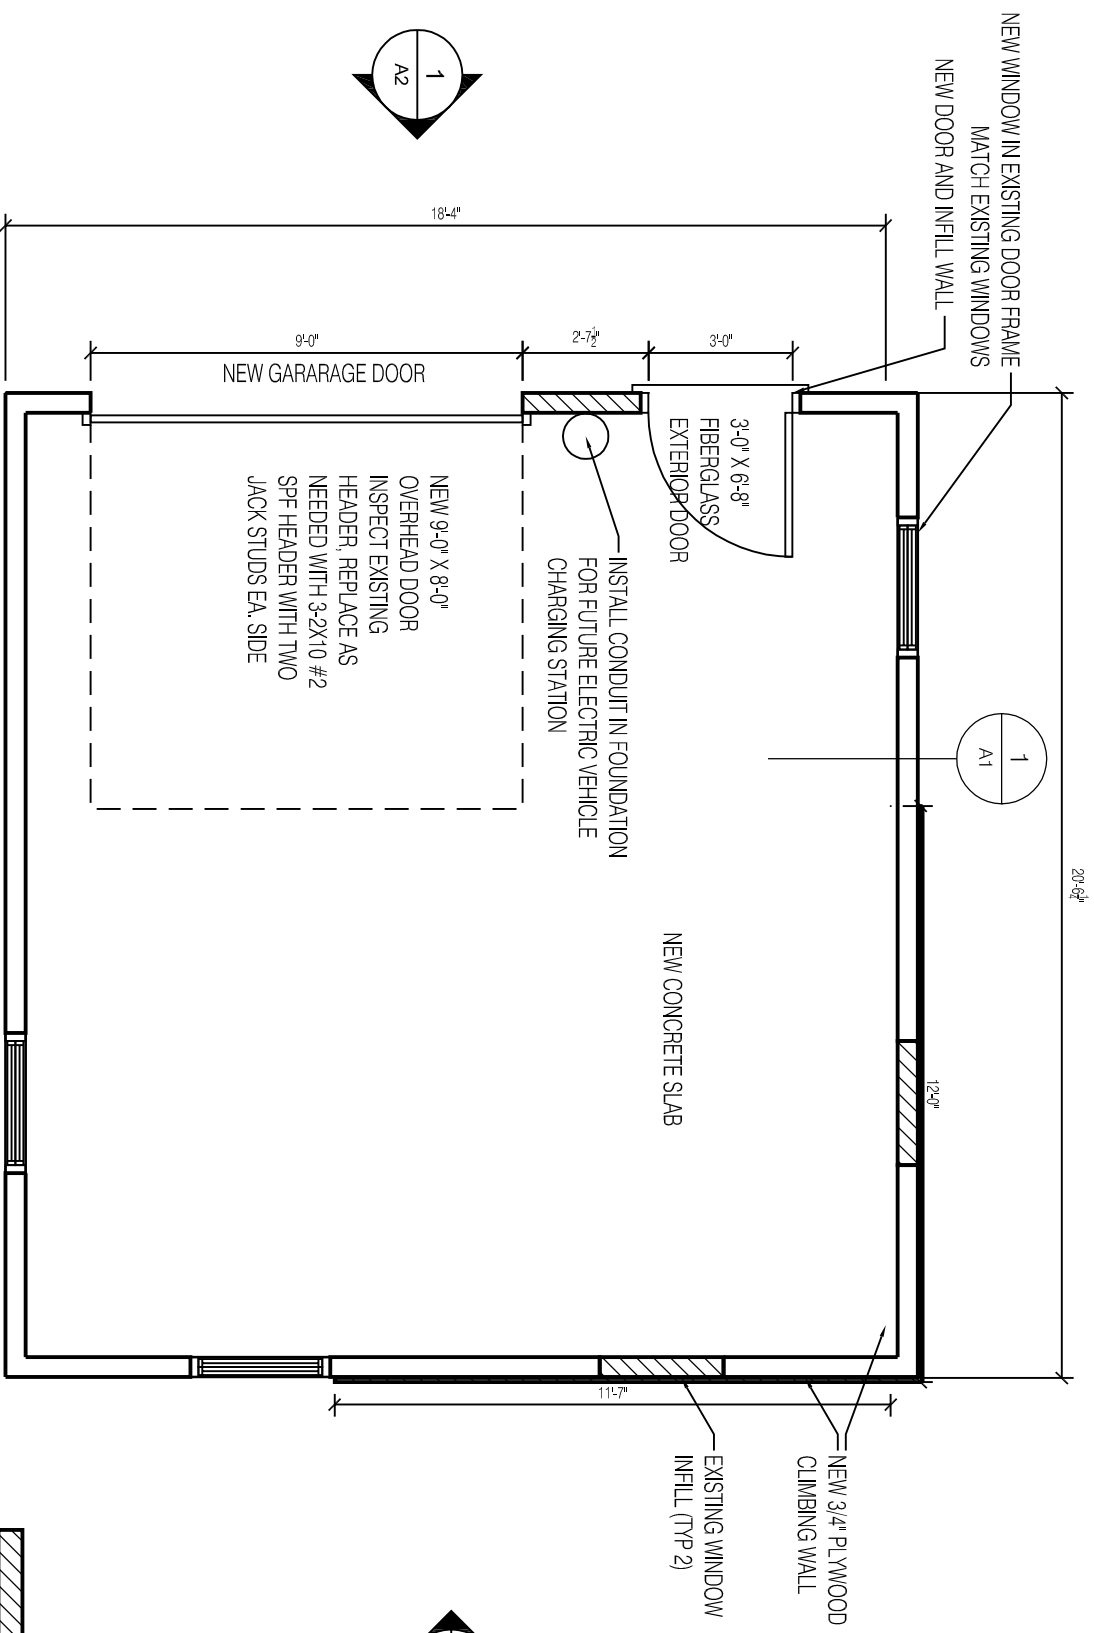 NEW WINDOW IN EXISTING DOOR FRAME
MATCH EXISTING WINDOWS
NEW DOOR AND INFILL WALL
1
A2
18'-4"
9'-0"
2'-7½"
3'-0"
NEW GARARAGE DOOR
3'-0" X 6'-8"
FIBERGLASS
EXTERIOR DOOR
INSTALL CONDUIT IN FOUNDATION
FOR FUTURE ELECTRIC VEHICLE
CHARGING STATION
NEW 9'-0" X 8'-0"
OVERHEAD DOOR
INSPECT EXISTING
HEADER, REPLACE AS
NEEDED WITH 3-2X10 #2
SPF HEADER WITH TWO
JACK STUDS EA. SIDE
1
A1
20'-6¼"
12'-0"
NEW CONCRETE SLAB
11'-7"
NEW 3/4" PLYWOOD
CLIMBING WALL
EXISTING WINDOW
INFILL (TYP 2)